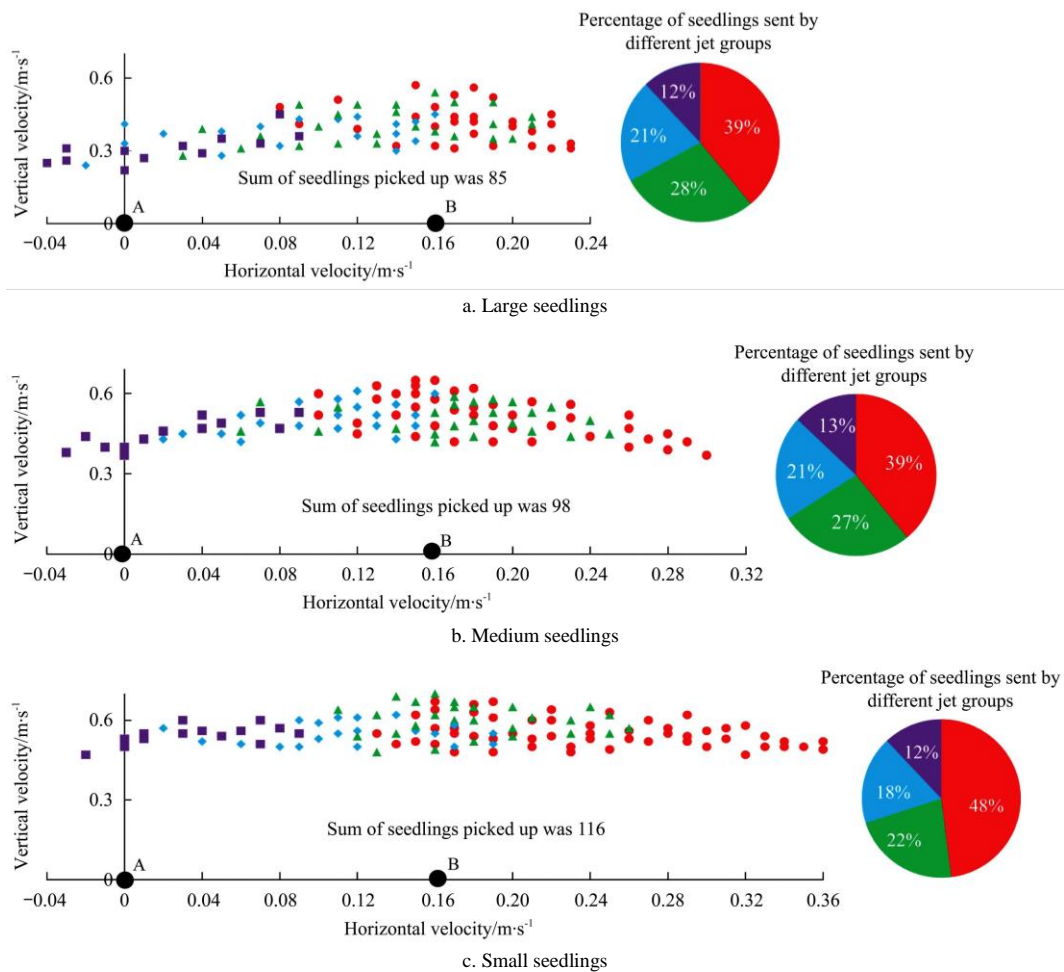 Percentage of seedlings sent by
different jet groups
Vertical velocity/m·s⁻¹
0.6
0.3
0
12%
39%
21%
28%
Sum of seedlings picked up was 85
A
B
−0.04
0
0.04
0.08
0.12
0.16
0.20
0.24
Horizontal velocity/m·s⁻¹
a. Large seedlings
Percentage of seedlings sent by
different jet groups
Vertical velocity/m·s⁻¹
0.6
0.3
0
13%
39%
21%
27%
Sum of seedlings picked up was 98
A
B
−0.04
0
0.04
0.08
0.12
0.16
0.20
0.24
0.28
0.32
Horizontal velocity/m·s⁻¹
b. Medium seedlings
Percentage of seedlings sent by
different jet groups
Vertical velocity/m·s⁻¹
0.6
0.3
0
12%
18%
48%
22%
Sum of seedlings picked up was 116
A
B
−0.04
0
0.04
0.08
0.12
0.16
0.20
0.24
0.28
0.32
0.36
Horizontal velocity/m·s⁻¹
c. Small seedlings